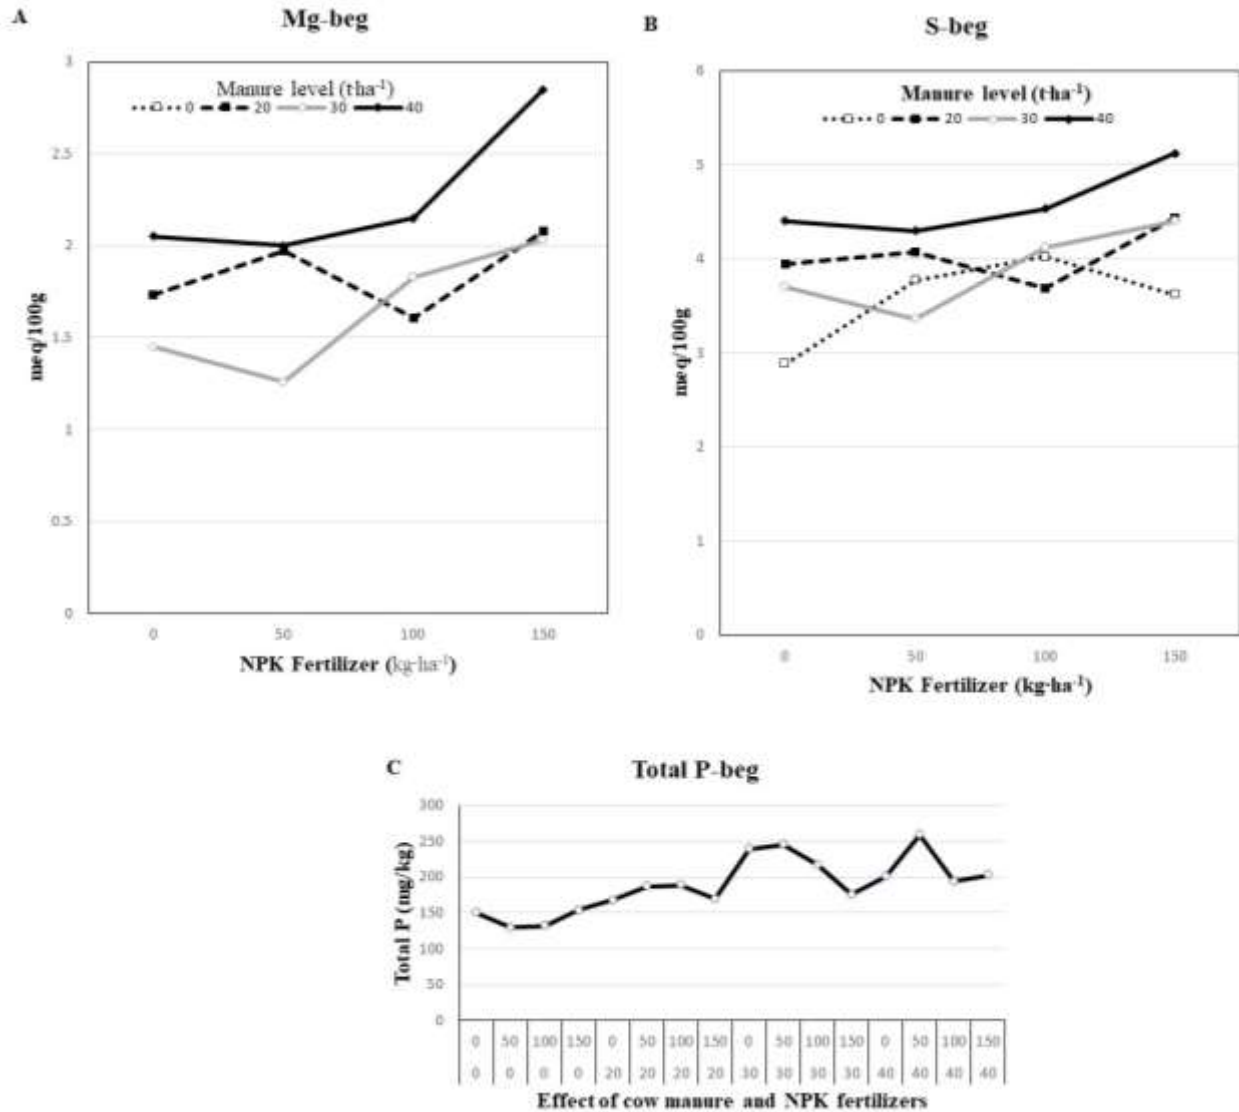 A
Mg-beg
3
2.5
2
1.5
1
0.5
0
meq/100g
Manure level (t·ha⁻¹)
0 20 30 40
0 50 100 150
NPK Fertilizer (kg·ha⁻¹)
B
S-beg
6
5
4
3
2
1
0
meq/100g
Manure level (t·ha⁻¹)
0 20 30 40
0 50 100 150
NPK Fertilizer (kg·ha⁻¹)
C
Total P-beg
300
250
200
150
100
50
0
Total P (mg/kg)
0 50 100 150 0 50 100 150 0 50 100 150 0 50 100 150
0 0 0 0 20 20 20 20 30 30 30 30 40 40 40 40
Effect of cow manure and NPK fertilizers